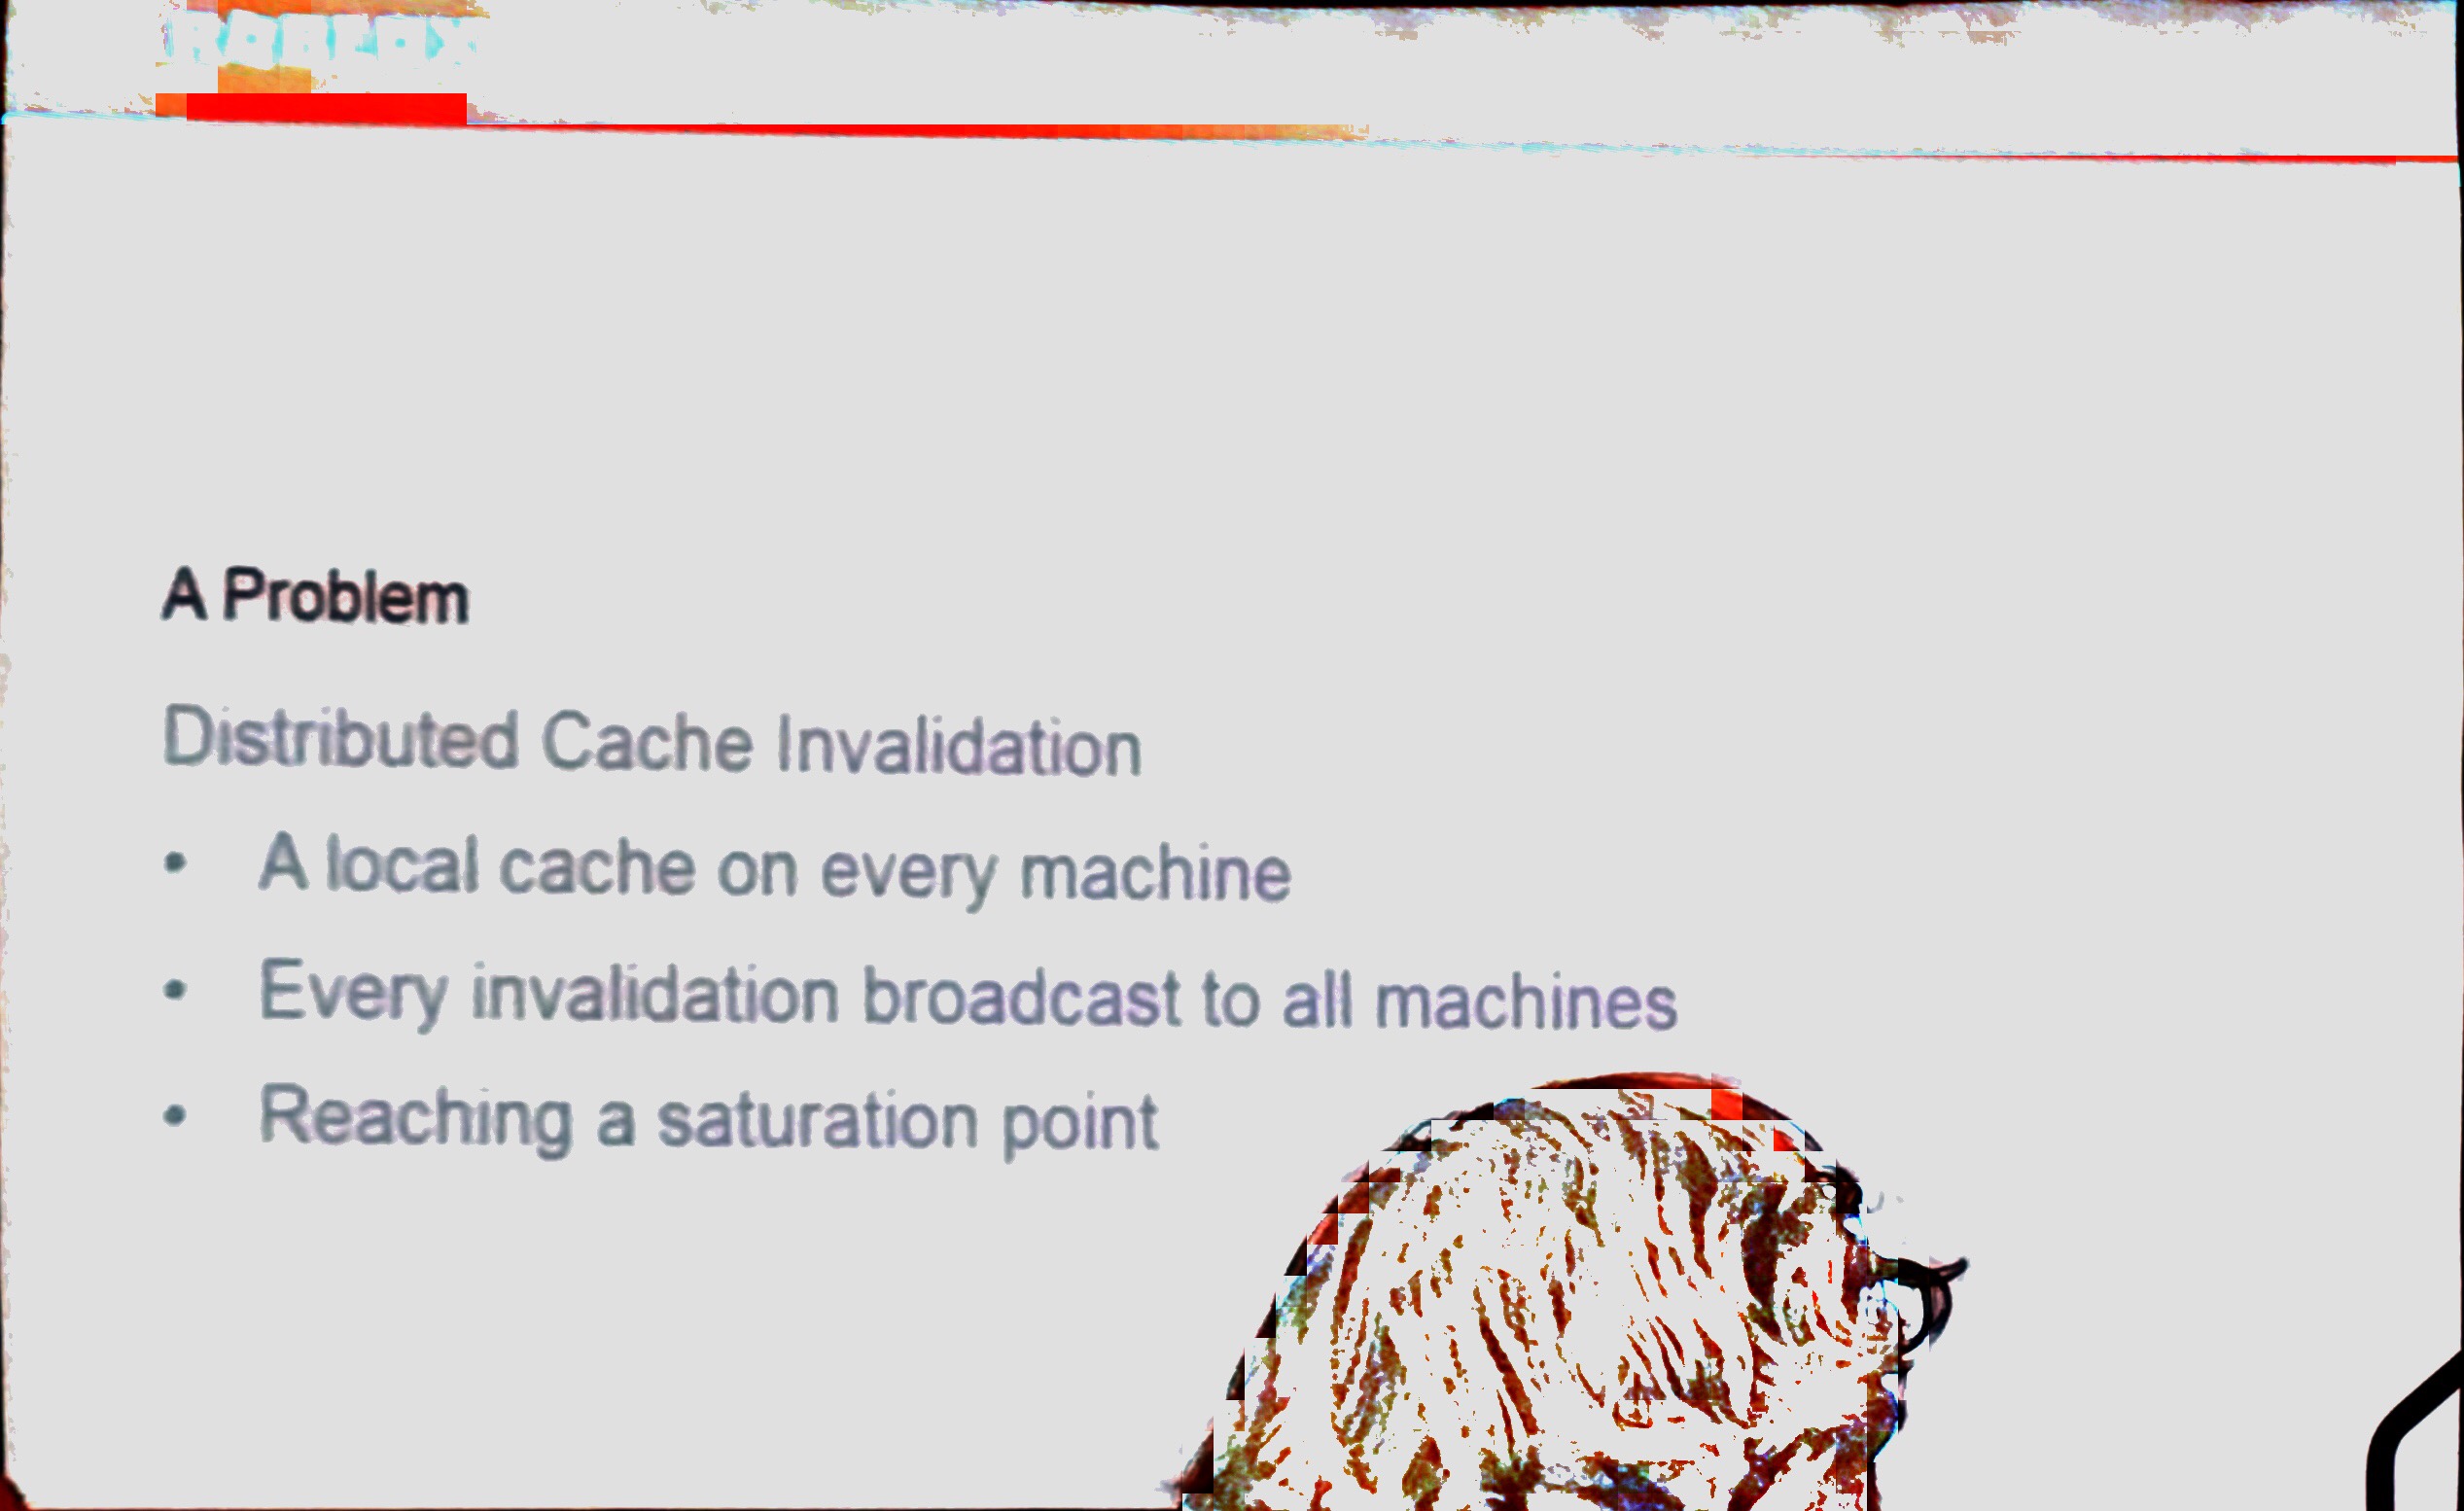 ROBLOX
A Problem
Distributed Cache Invalidation
• A local cache on every machine
• Every invalidation broadcast to all machines
• Reaching a saturation point